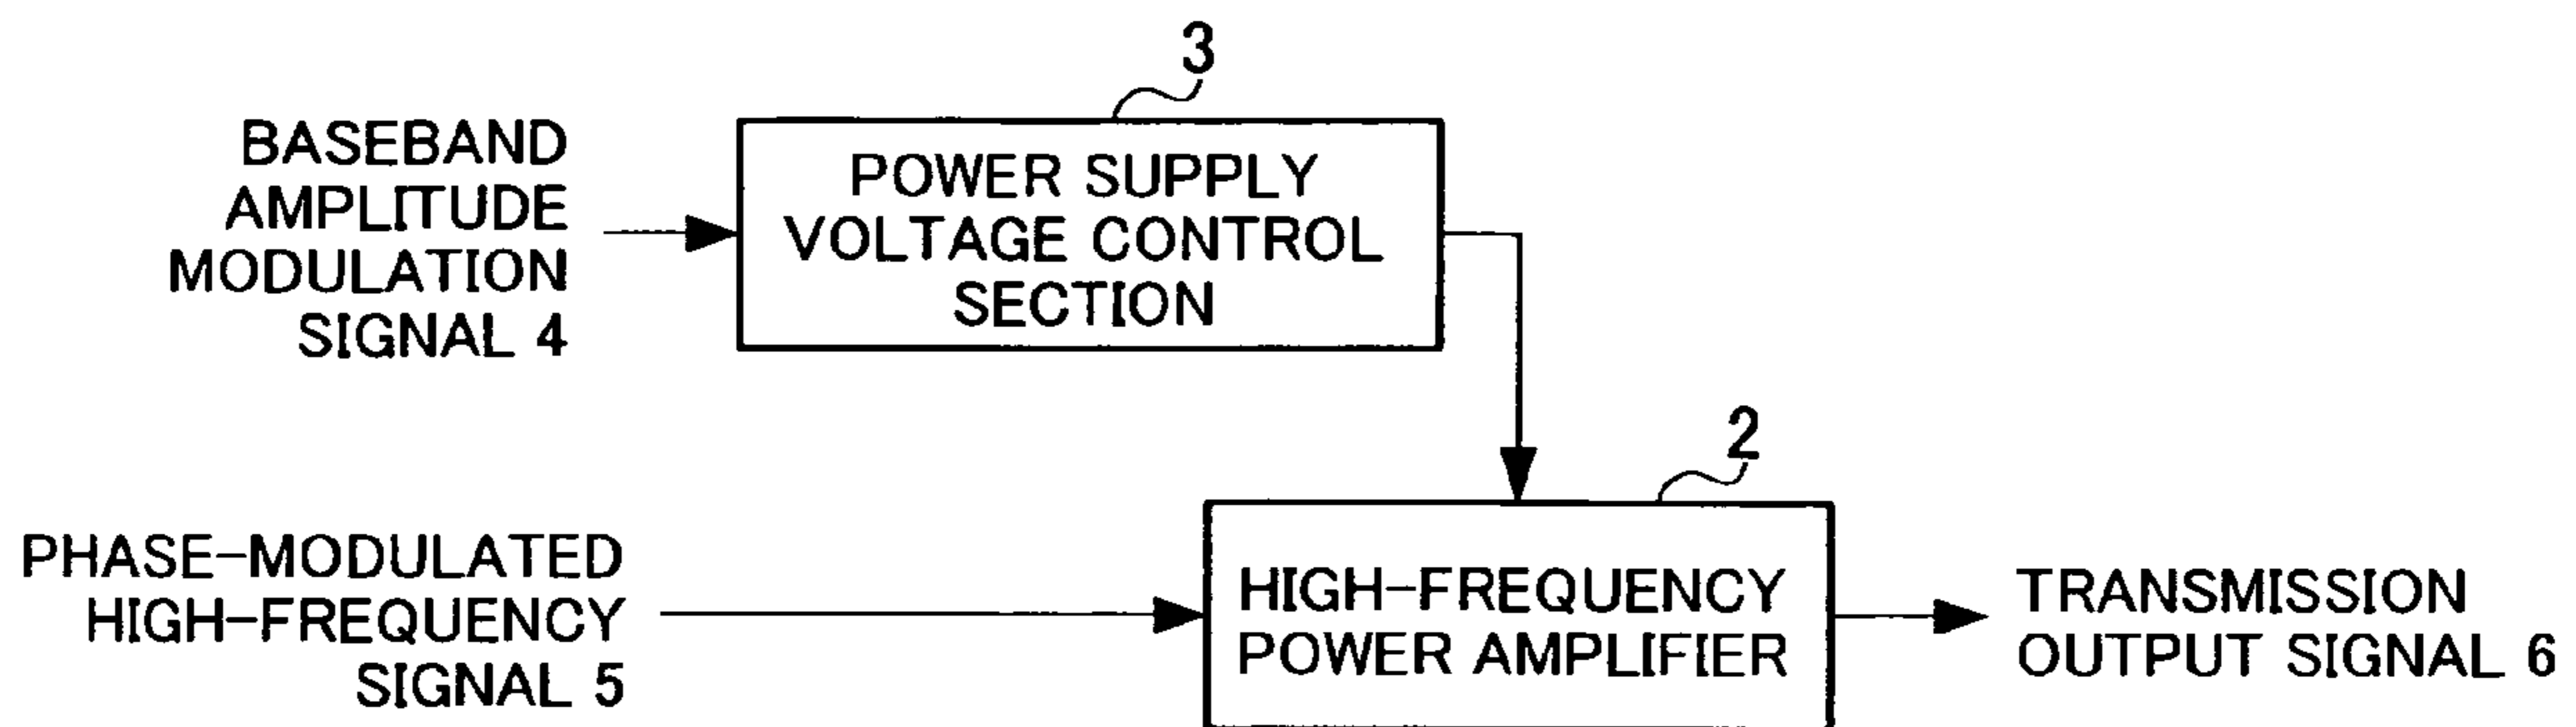 3
BASEBAND
AMPLITUDE
MODULATION
SIGNAL 4
POWER SUPPLY
VOLTAGE CONTROL
SECTION
2
PHASE-MODULATED
HIGH-FREQUENCY
SIGNAL 5
HIGH-FREQUENCY
POWER AMPLIFIER
TRANSMISSION
OUTPUT SIGNAL 6